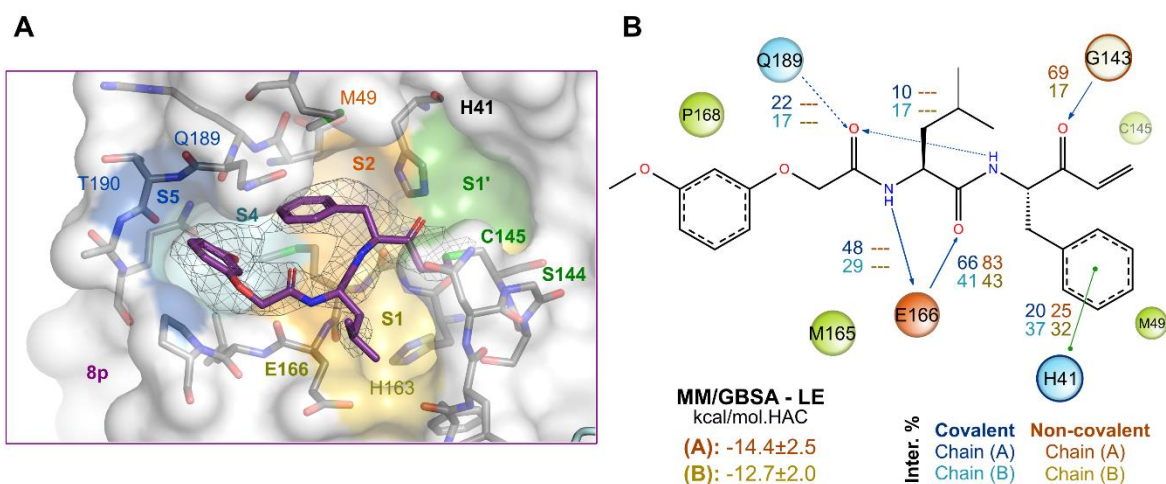 A
M49
H41
Q189
T190
S5
S2
S1'
S4
C145
S144
S1
E166
H163
8p
B
Q189
G143
P168
C145
22 ---
17 ---
10 ---
17 ---
69
17
O
O
O
NH
O
H
N
O
O
48 ---
29 ---
66 83
41 43
20 25
37 32
E166
M165
M49
H41
MM/GBSA - LE
kcal/mol.HAC
(A): -14.4±2.5
(B): -12.7±2.0
Inter. %
Covalent Non-covalent
Chain (A) Chain (A)
Chain (B) Chain (B)